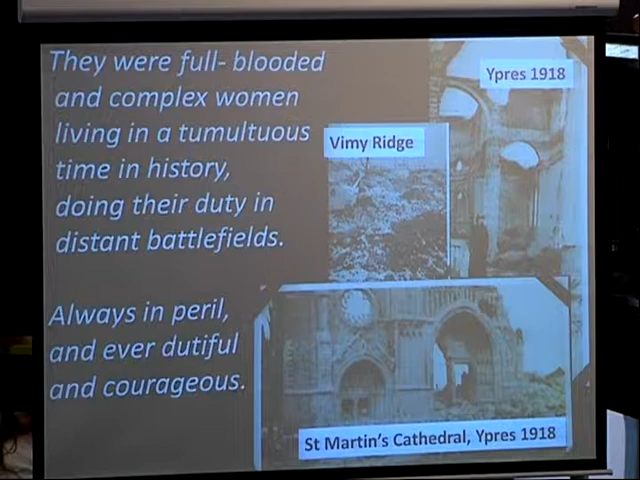 They were full- blooded
and complex women
living in a tumultuous
time in history,
doing their duty in
distant battlefields.
Always in peril,
and ever dutiful
and courageous.
Ypres 1918
Vimy Ridge
St Martin's Cathedral, Ypres 1918